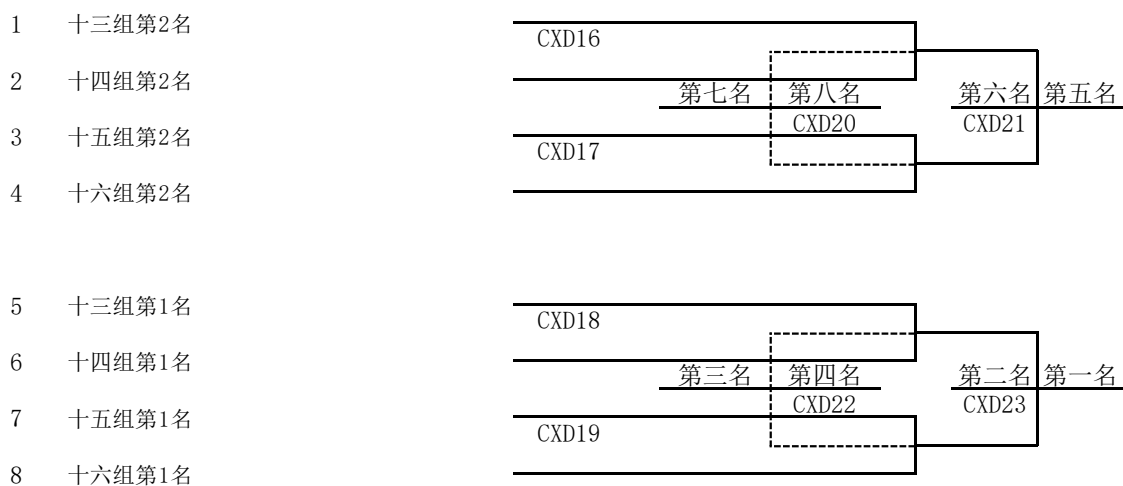 1 十三组第2名
CXD16
2 十四组第2名
第七名 第八名 第六名 第五名
CXD20 CXD21
3 十五组第2名
CXD17
4 十六组第2名
5 十三组第1名
CXD18
6 十四组第1名
第三名 第四名 第二名 第一名
CXD22 CXD23
7 十五组第1名
CXD19
8 十六组第1名